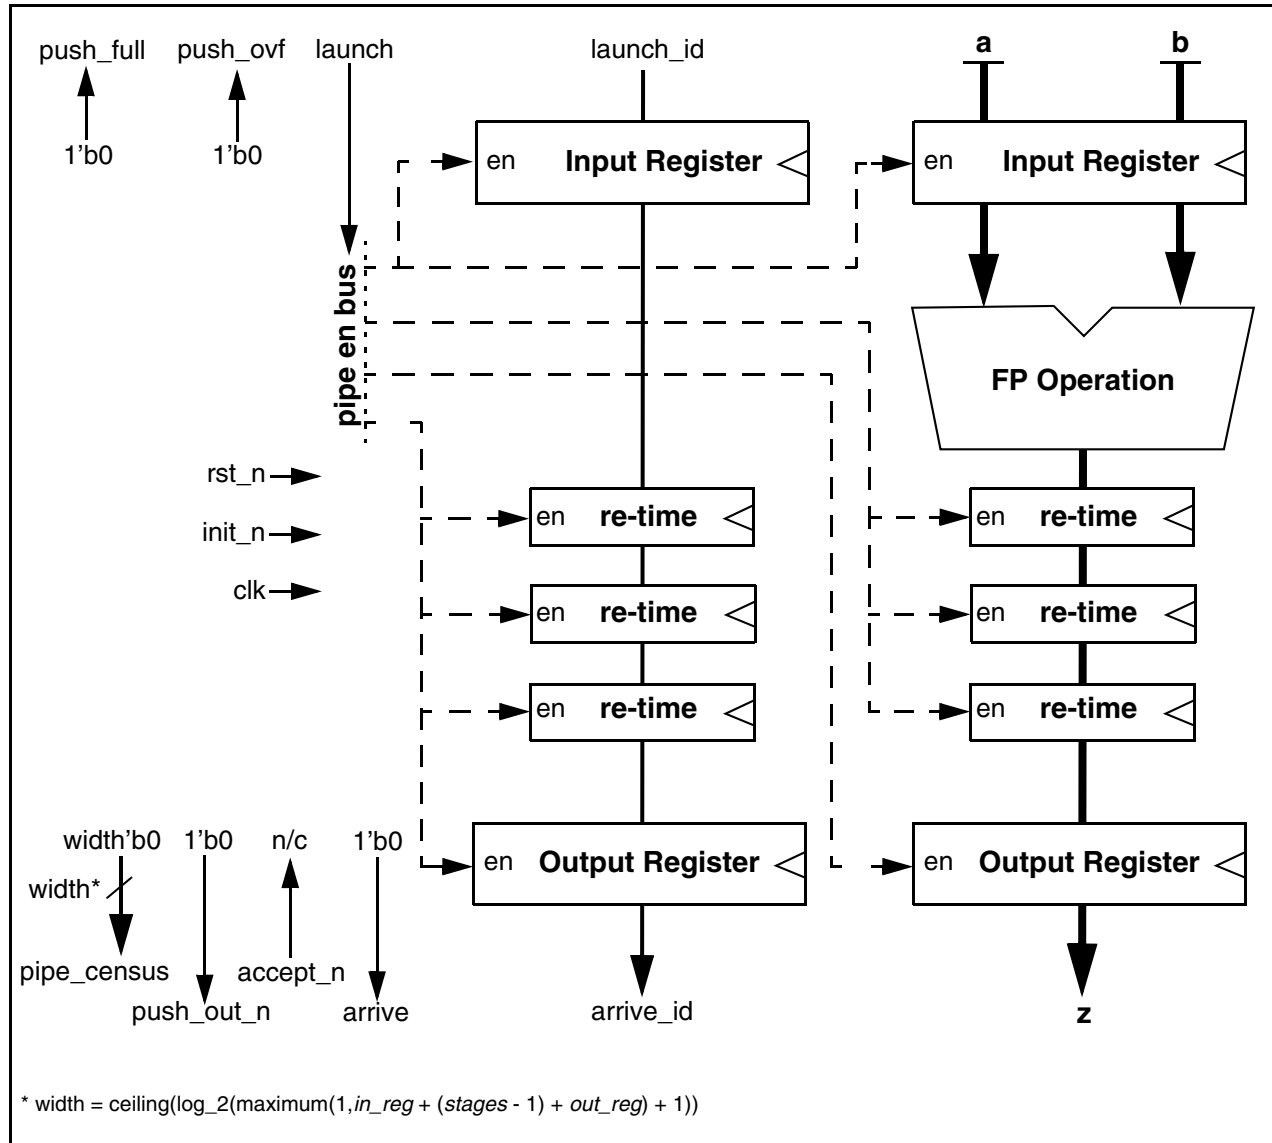 push_full
push_ovf
launch
launch_id
a
b
1'b0
1'b0
en Input Register
en Input Register
pipe en bus
FP Operation
rst_n
init_n
clk
en re-time
en re-time
en re-time
en re-time
en re-time
en re-time
width'b0
1'b0
n/c
1'b0
en Output Register
en Output Register
width*
pipe_census
accept_n
push_out_n
arrive
arrive_id
z
* width = ceiling(log_2(maximum(1,in_reg + (stages - 1) + out_reg) + 1))